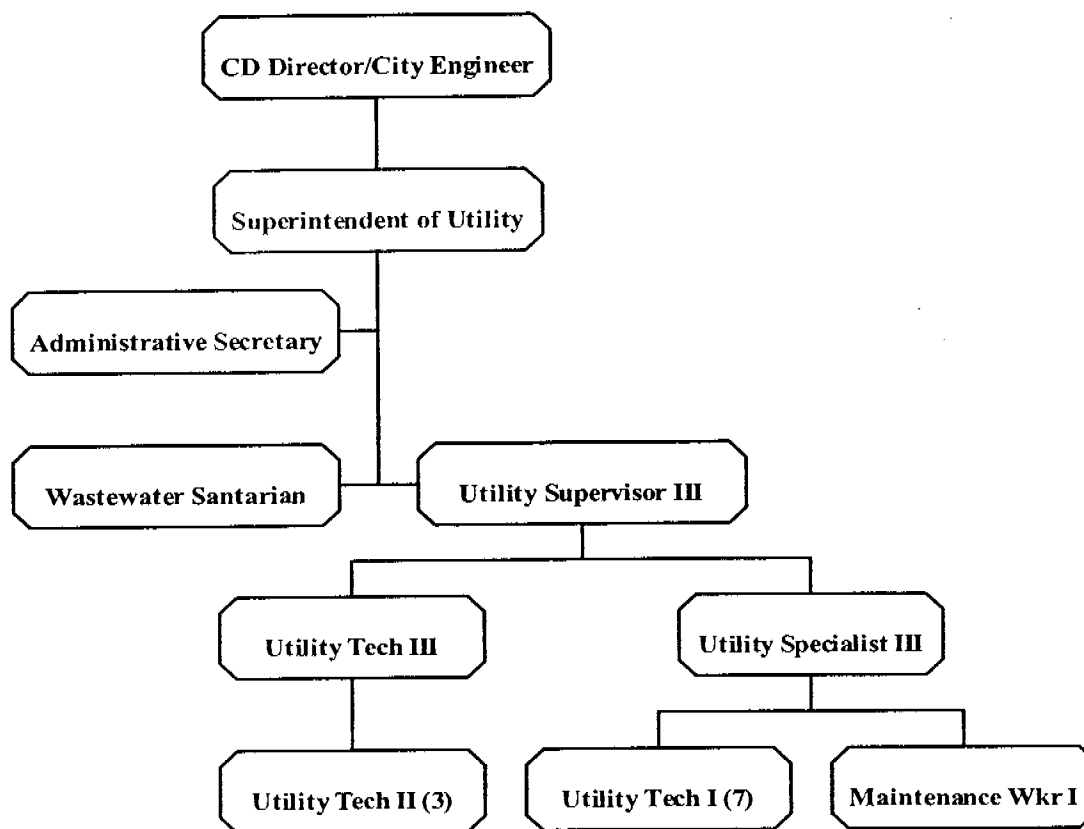 CD Director/City Engineer
Superintendent of Utility
Administrative Secretary
Wastewater Santarian
Utility Supervisor III
Utility Tech III
Utility Specialist III
Utility Tech II (3)
Utility Tech I (7)
Maintenance Wkr I